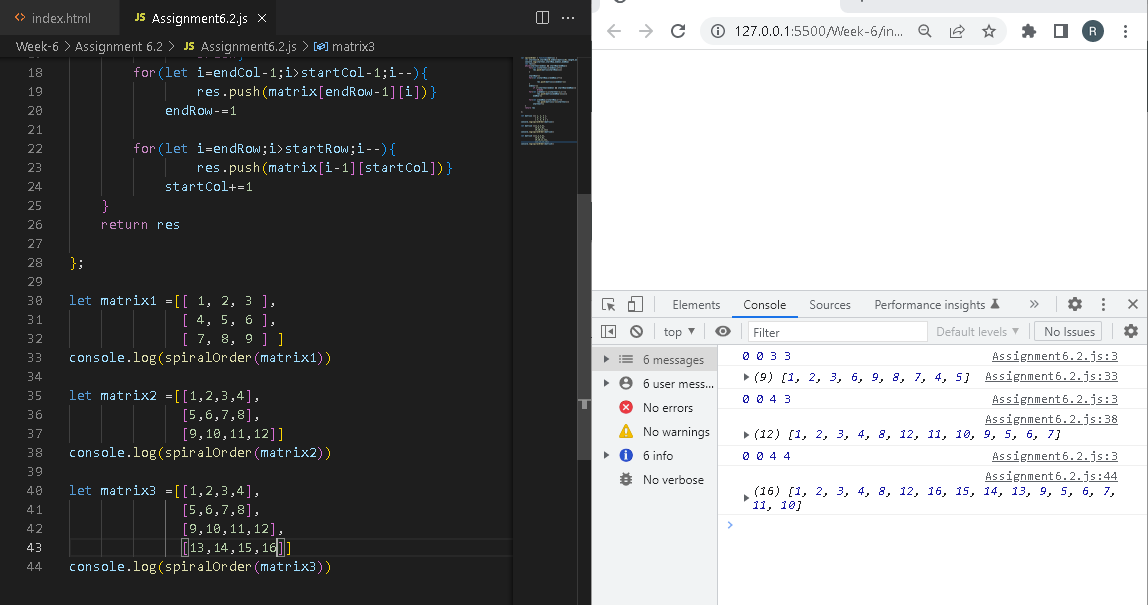 index.html
JS Assignment6.2.js
Week-6 > Assignment 6.2 > JS Assignment6.2.js > matrix3
18 for(let i=endCol-1;i>startCol-1;i--){
19 res.push(matrix[endRow-1][i])}
20 endRow-=1
21
22 for(let i=endRow;i>startRow;i--){
23 res.push(matrix[i-1][startCol])}
24 startCol+=1
25 }
26 return res
27
28 };
29
30 let matrix1 =[[ 1, 2, 3 ],
31 [ 4, 5, 6 ],
32 [ 7, 8, 9 ] ]
33 console.log(spiralOrder(matrix1))
34
35 let matrix2 =[[1,2,3,4],
36 [5,6,7,8],
37 [9,10,11,12]]
38 console.log(spiralOrder(matrix2))
39
40 let matrix3 =[[1,2,3,4],
41 [5,6,7,8],
42 [9,10,11,12],
43 [13,14,15,16]]
44 console.log(spiralOrder(matrix3))
127.0.0.1:5500/Week-6/in...
R
Elements Console Sources Performance insights
top Filter Default levels No Issues
6 messages
6 user mess...
No errors
No warnings
6 info
No verbose
0 0 3 3 Assignment6.2.js:3
(9) [1, 2, 3, 6, 9, 8, 7, 4, 5] Assignment6.2.js:33
0 0 4 3 Assignment6.2.js:3
Assignment6.2.js:38
(12) [1, 2, 3, 4, 8, 12, 11, 10, 9, 5, 6, 7]
0 0 4 4 Assignment6.2.js:3
Assignment6.2.js:44
(16) [1, 2, 3, 4, 8, 12, 16, 15, 14, 13, 9, 5, 6, 7,
11, 10]